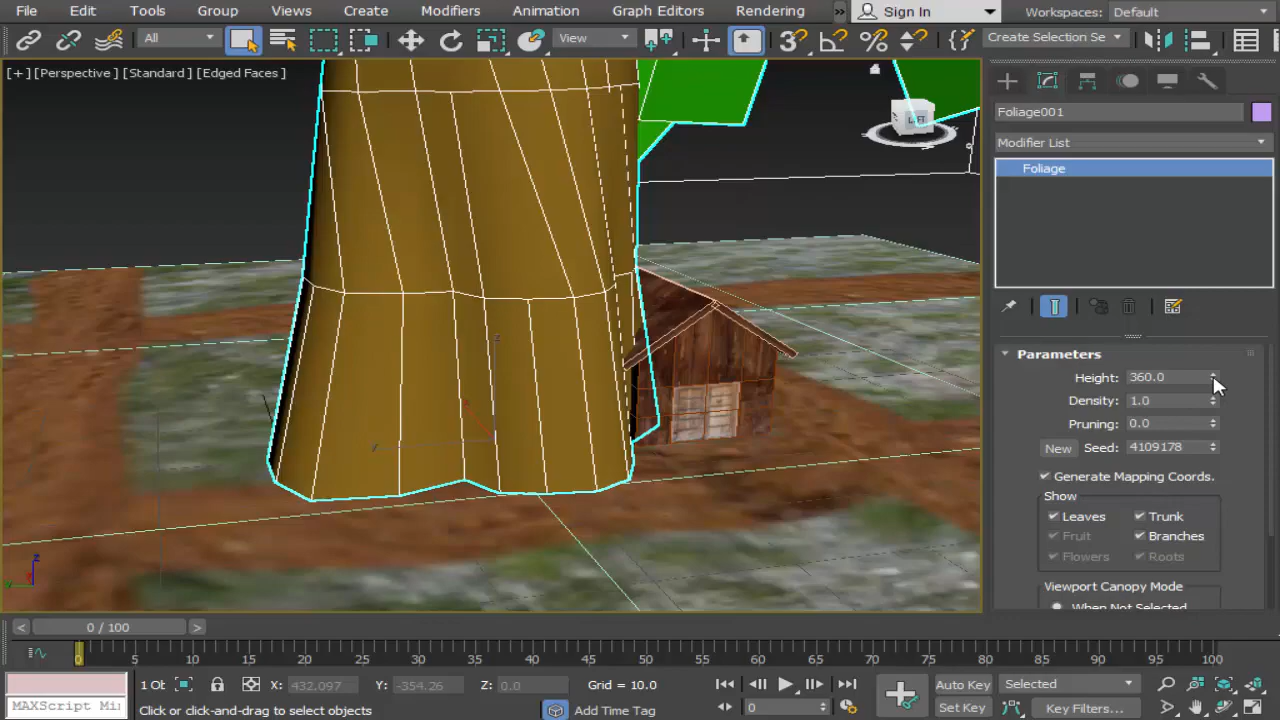 File Edit Tools Group Views Create Modifiers Animation Graph Editors Rendering » Sign In Workspaces: Default
All View Create Selection Se
[+] [Perspective] [Standard] [Edged Faces]
Foliage001
Modifier List
Foliage
Parameters
Height: 360.0
Density: 1.0
Pruning: 0.0
New Seed: 4109178
Generate Mapping Coords.
Show
Leaves Trunk
Fruit Branches
Flowers Roots
Viewport Canopy Mode
When Not Selected
< 0 / 100 >
0 5 10 15 20 25 30 35 40 45 50 55 60 65 70 75 80 85 90 95 100
1 Ob X: 432.097 Y: -354.26 Z: 0.0 Grid = 10.0 Auto Key Selected
MAXScript Mi Click or click-and-drag to select objects Add Time Tag 0 Set Key Key Filters...